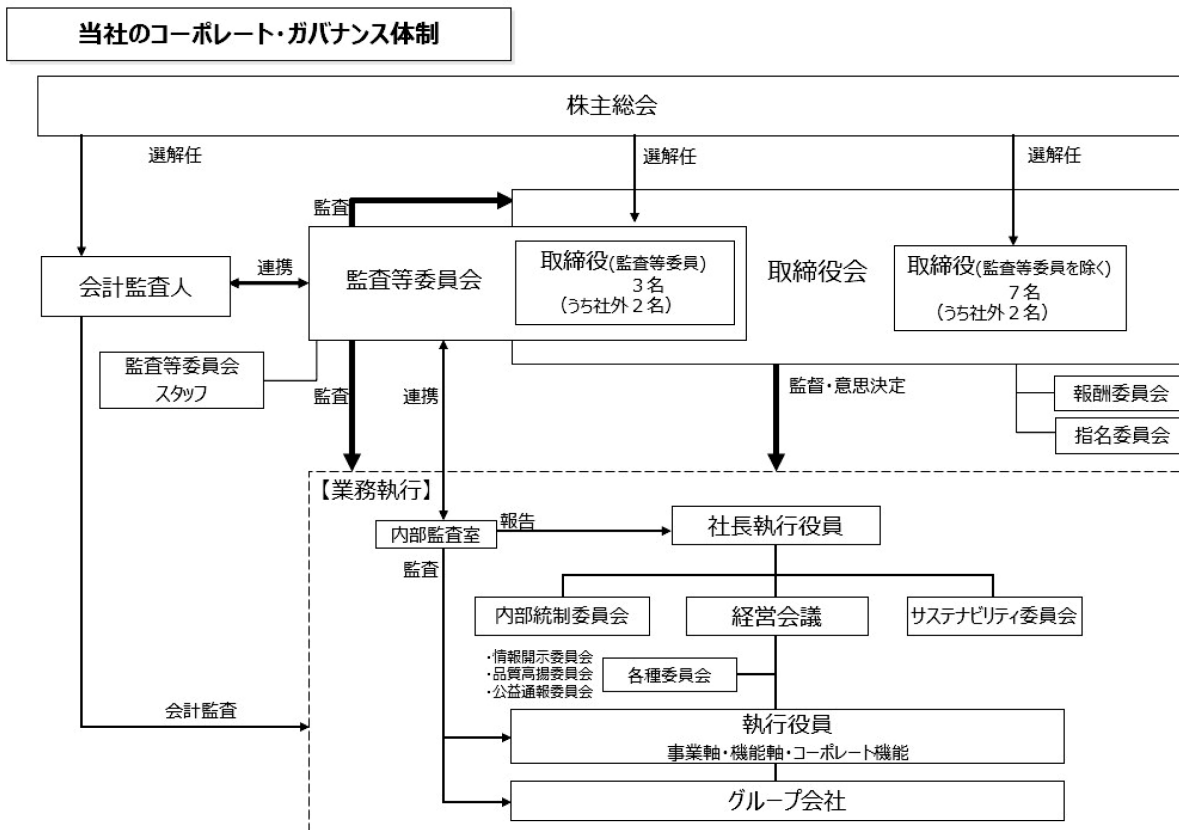 当社のコーポレート・ガバナンス体制
株主総会
選解任
選解任
選解任
監査
会計監査人
連携
監査等委員会
取締役(監査等委員)
３名
（うち社外２名）
取締役会
取締役(監査等委員を除く)
７名
（うち社外２名）
監査等委員会
スタッフ
監査
連携
監督・意思決定
報酬委員会
指名委員会
【業務執行】
内部監査室
報告
社長執行役員
監査
内部統制委員会
経営会議
サステナビリティ委員会
・情報開示委員会
・品質高揚委員会
・公益通報委員会
各種委員会
会計監査
執行役員
事業軸・機能軸・コーポレート機能
グループ会社